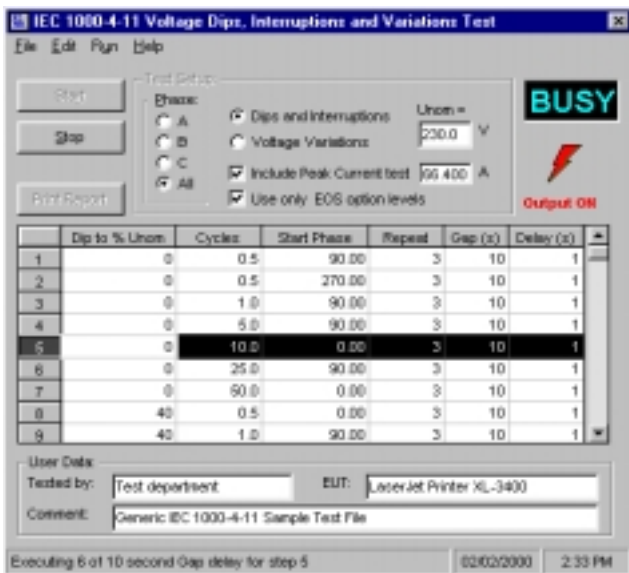 IEC 1000-4-11 Voltage Dips, Interruptions and Variations Test
File Edit Run Help
Start
Stop
Print Report
Test Setup:
Phase:
A
B
C
All
Dips and Interruptions
Voltage Variations
Include Peak Current test
Use only EOS option levels
Unom =
230.0 V
66.400 A
BUSY
Output ON
Dip to % Unom Cycles Start Phase Repeat Gap (s) Delay (s)
1 0 0.5 90.00 3 10 1
2 0 0.5 270.00 3 10 1
3 0 1.0 90.00 3 10 1
4 0 5.0 90.00 3 10 1
5 0 10.0 0.00 3 10 1
6 0 25.0 90.00 3 10 1
7 0 50.0 0.00 3 10 1
8 40 0.5 0.00 3 10 1
9 40 1.0 90.00 3 10 1
User Data:
Tested by: Test department EUT: LaserJet Printer XL-3400
Comment: Generic IEC 1000-4-11 Sample Test File
Executing 6 of 10 second Gap delay for step 5 02/02/2000 2:33 PM